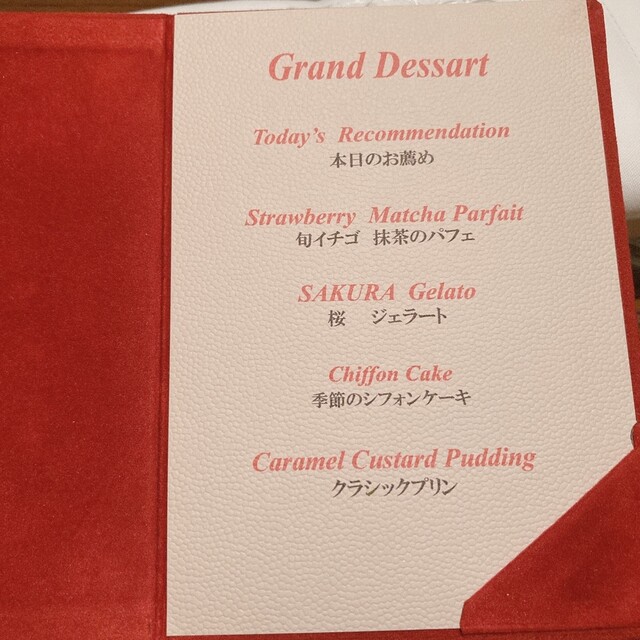 Grand Dessart
Today's Recommendation
本日のお薦め
Strawberry Matcha Parfait
旬イチゴ 抹茶のパフェ
SAKURA Gelato
桜 ジェラート
Chiffon Cake
季節のシフォンケーキ
Caramel Custard Pudding
クラシックプリン